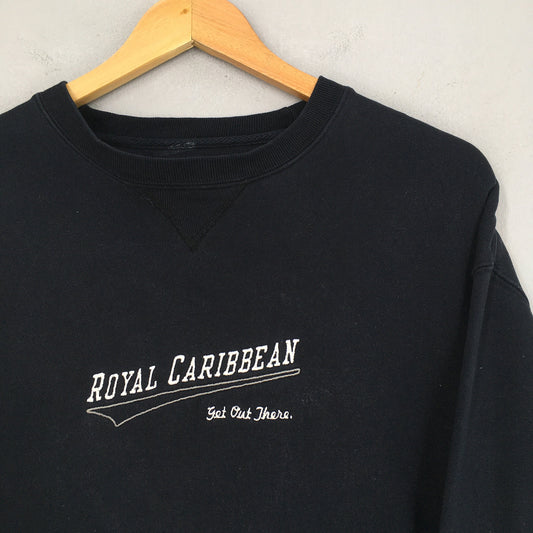 ROYAL CARIBBEAN
Get Out There.